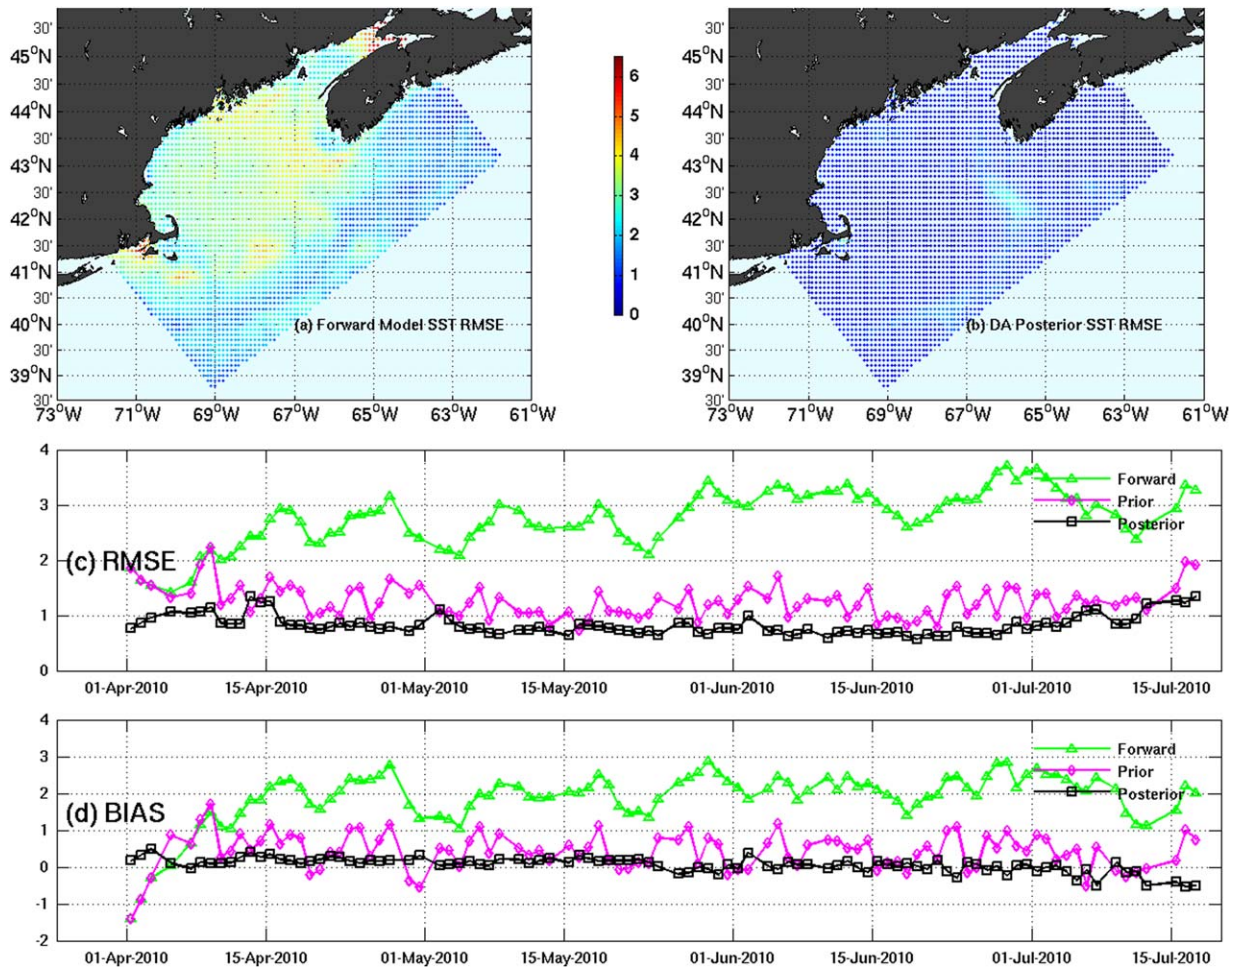 30'
45°N
30'
44°N
30'
43°N
30'
42°N
30'
41°N
30'
40°N
30'
39°N
30'
73°W 71°W 69°W 67°W 65°W 63°W 61°W
(a) Forward Model SST RMSE
6
5
4
3
2
1
0
30'
45°N
30'
44°N
30'
43°N
30'
42°N
30'
41°N
30'
40°N
30'
39°N
30'
73°W 71°W 69°W 67°W 65°W 63°W 61°W
(b) DA Posterior SST RMSE
4
3
2
1
0
(c) RMSE
Forward
Prior
Posterior
01-Apr-2010 15-Apr-2010 01-May-2010 15-May-2010 01-Jun-2010 15-Jun-2010 01-Jul-2010 15-Jul-2010
4
3
2
1
0
-1
-2
(d) BIAS
Forward
Prior
Posterior
01-Apr-2010 15-Apr-2010 01-May-2010 15-May-2010 01-Jun-2010 15-Jun-2010 01-Jul-2010 15-Jul-2010